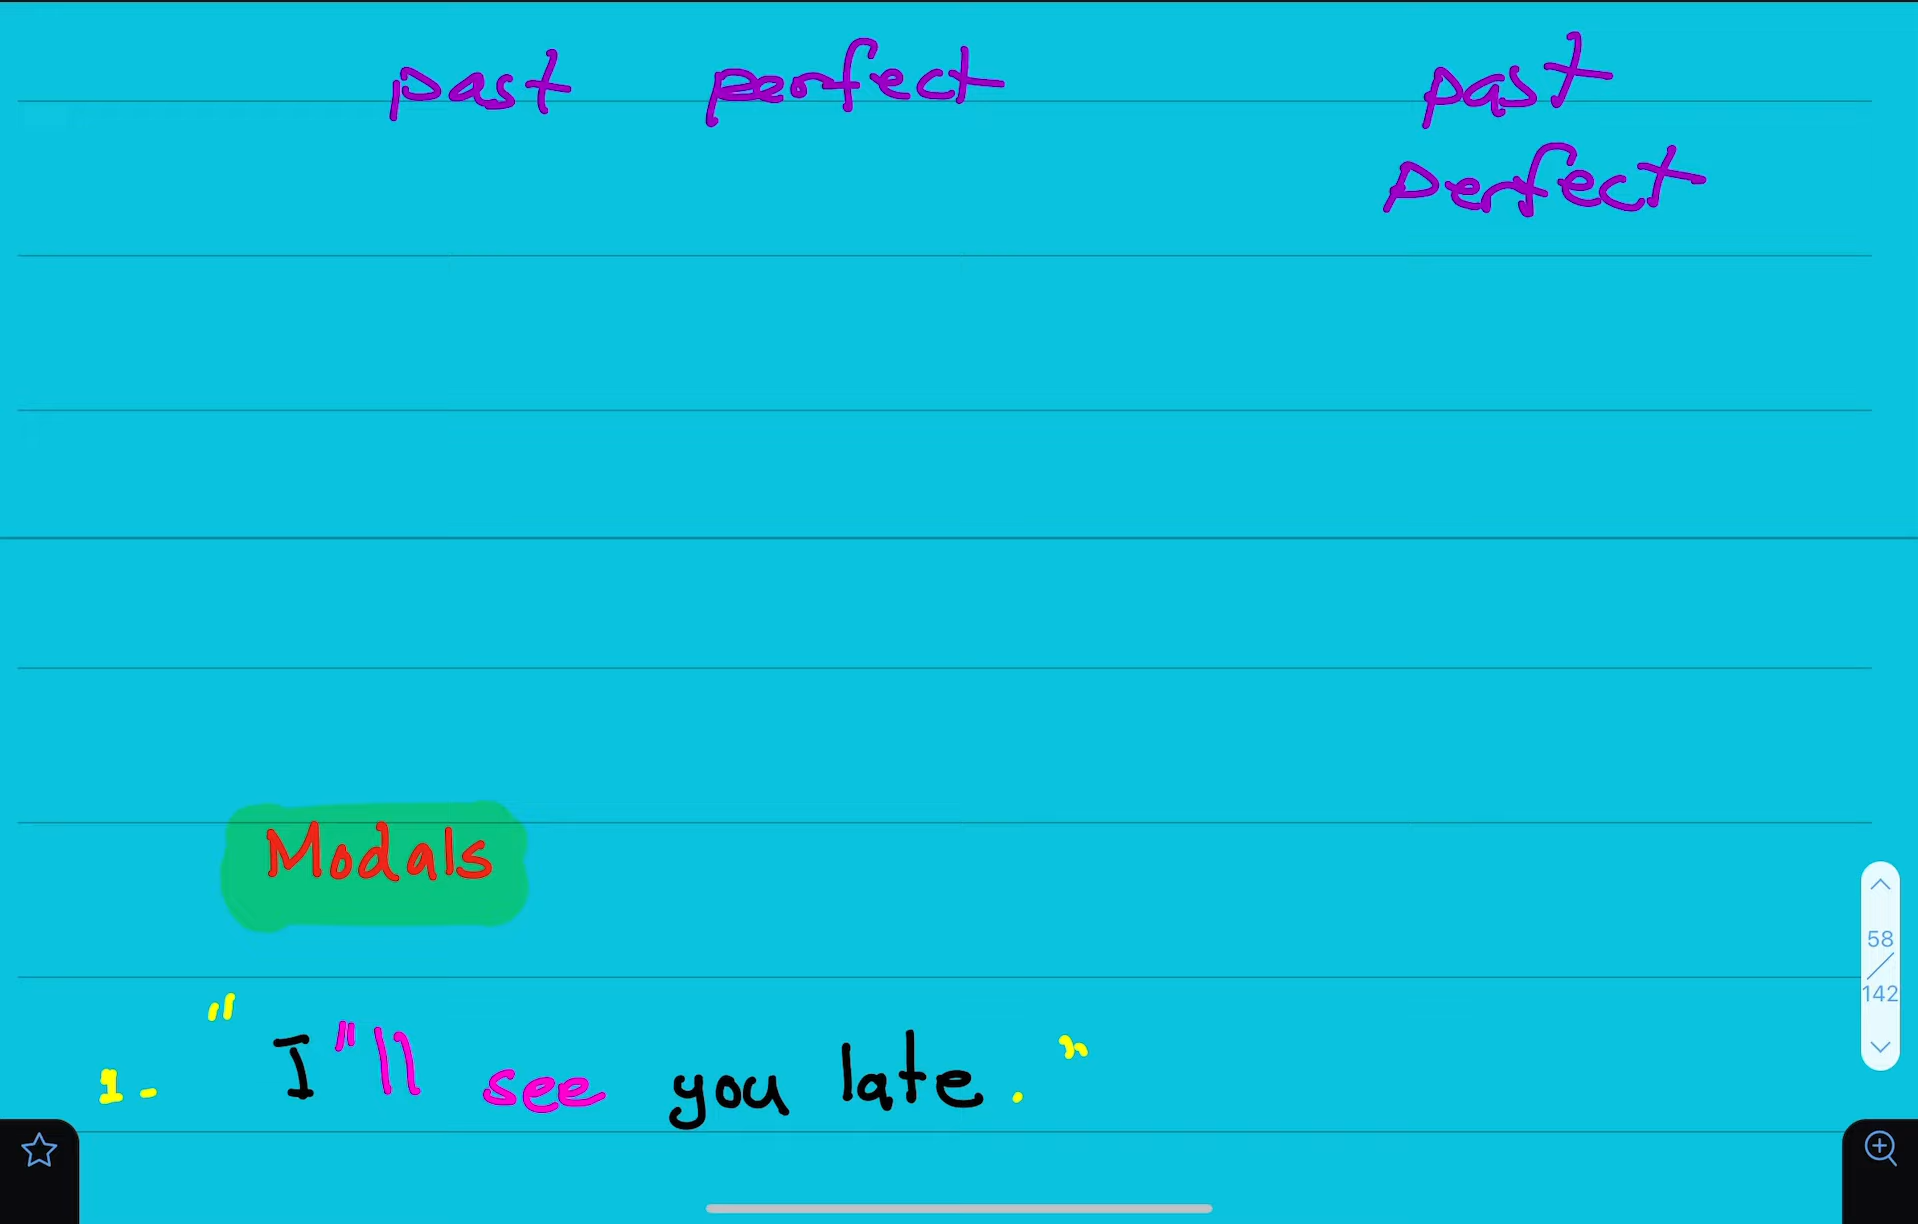 past perfect past
perfect
Modals
1- "I"ll see you late."
58
142